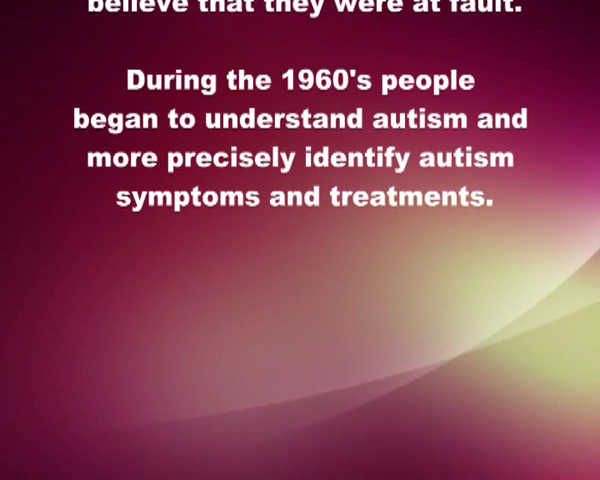 believe that they were at fault.
During the 1960's people
began to understand autism and
more precisely identify autism
symptoms and treatments.